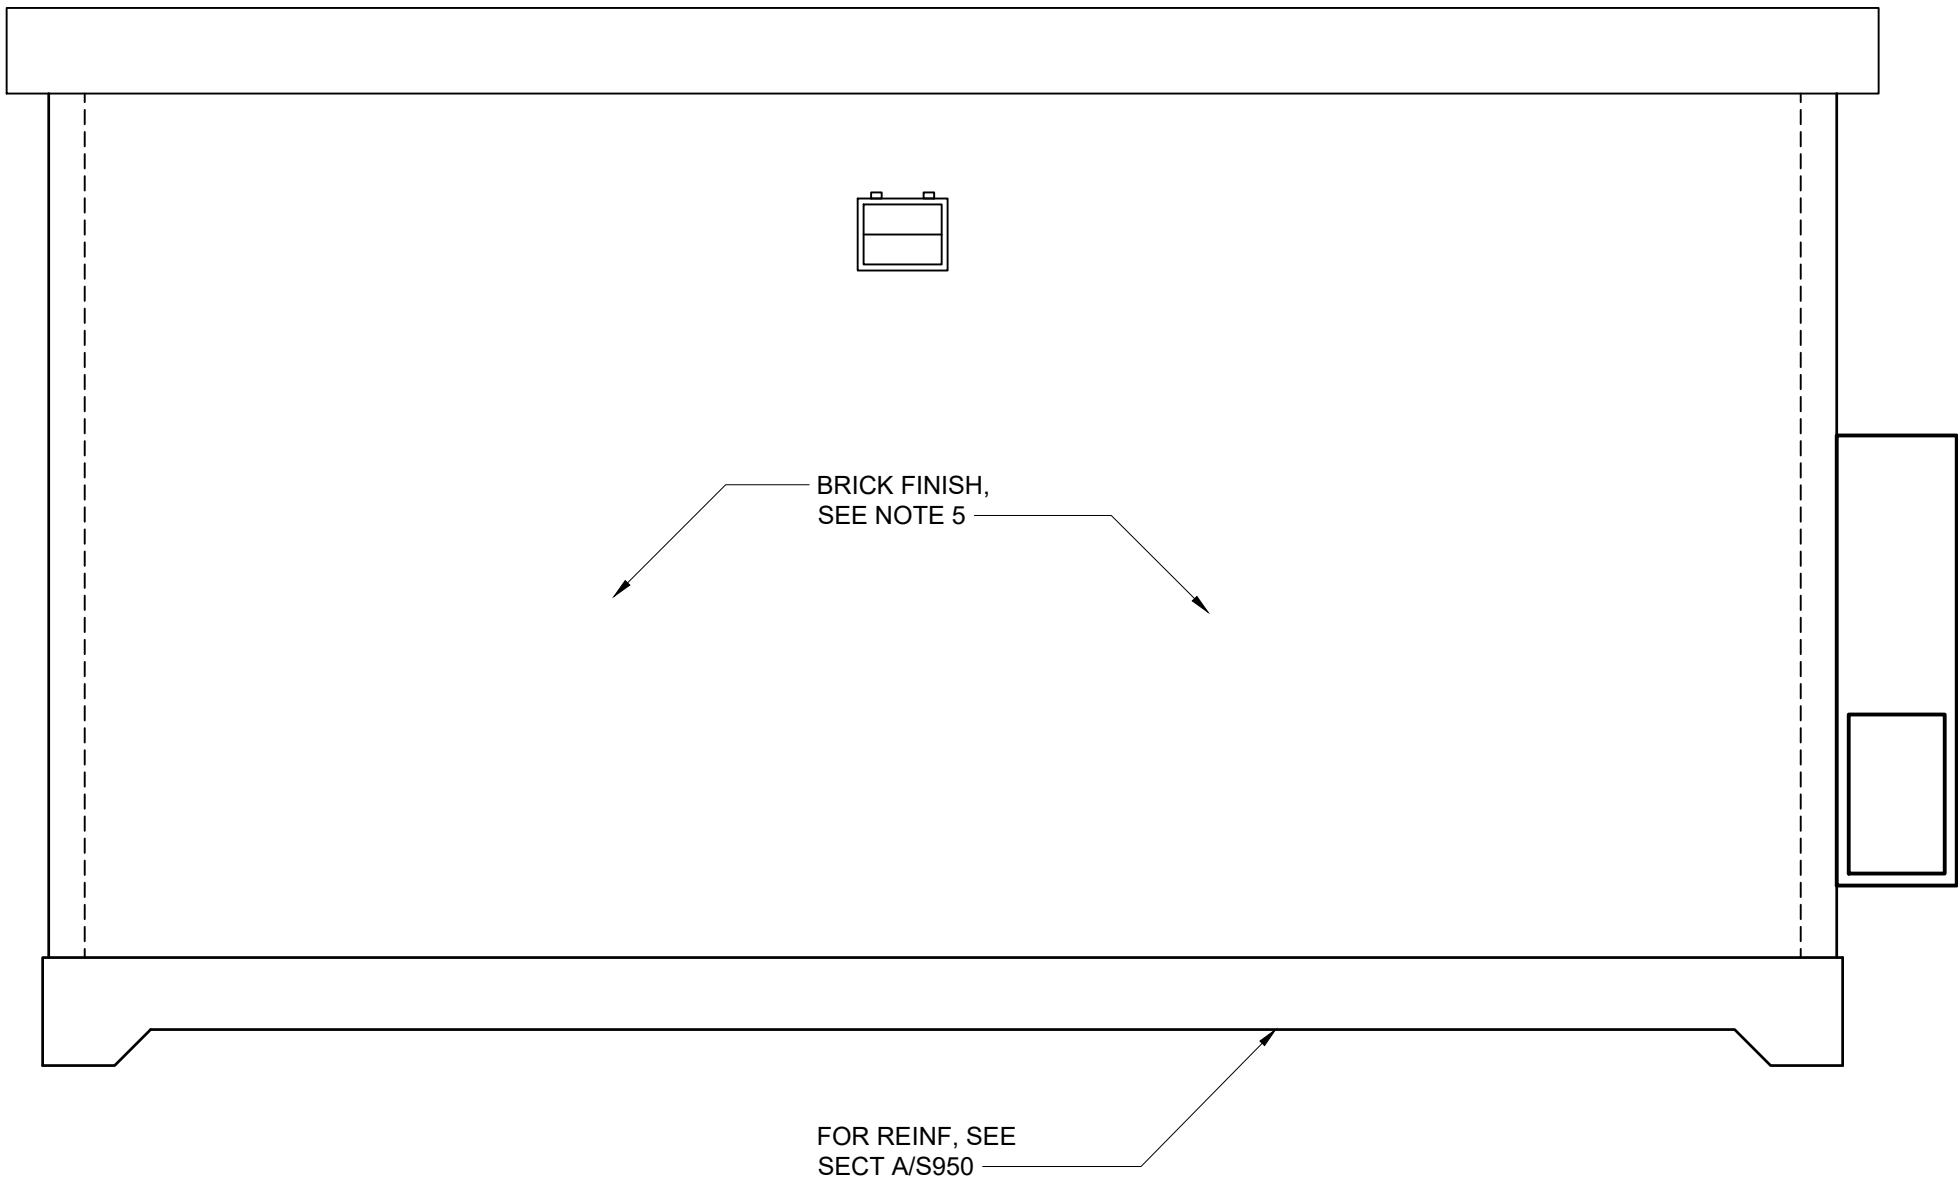 BRICK FINISH,
SEE NOTE 5
FOR REINF, SEE
SECT A/S950